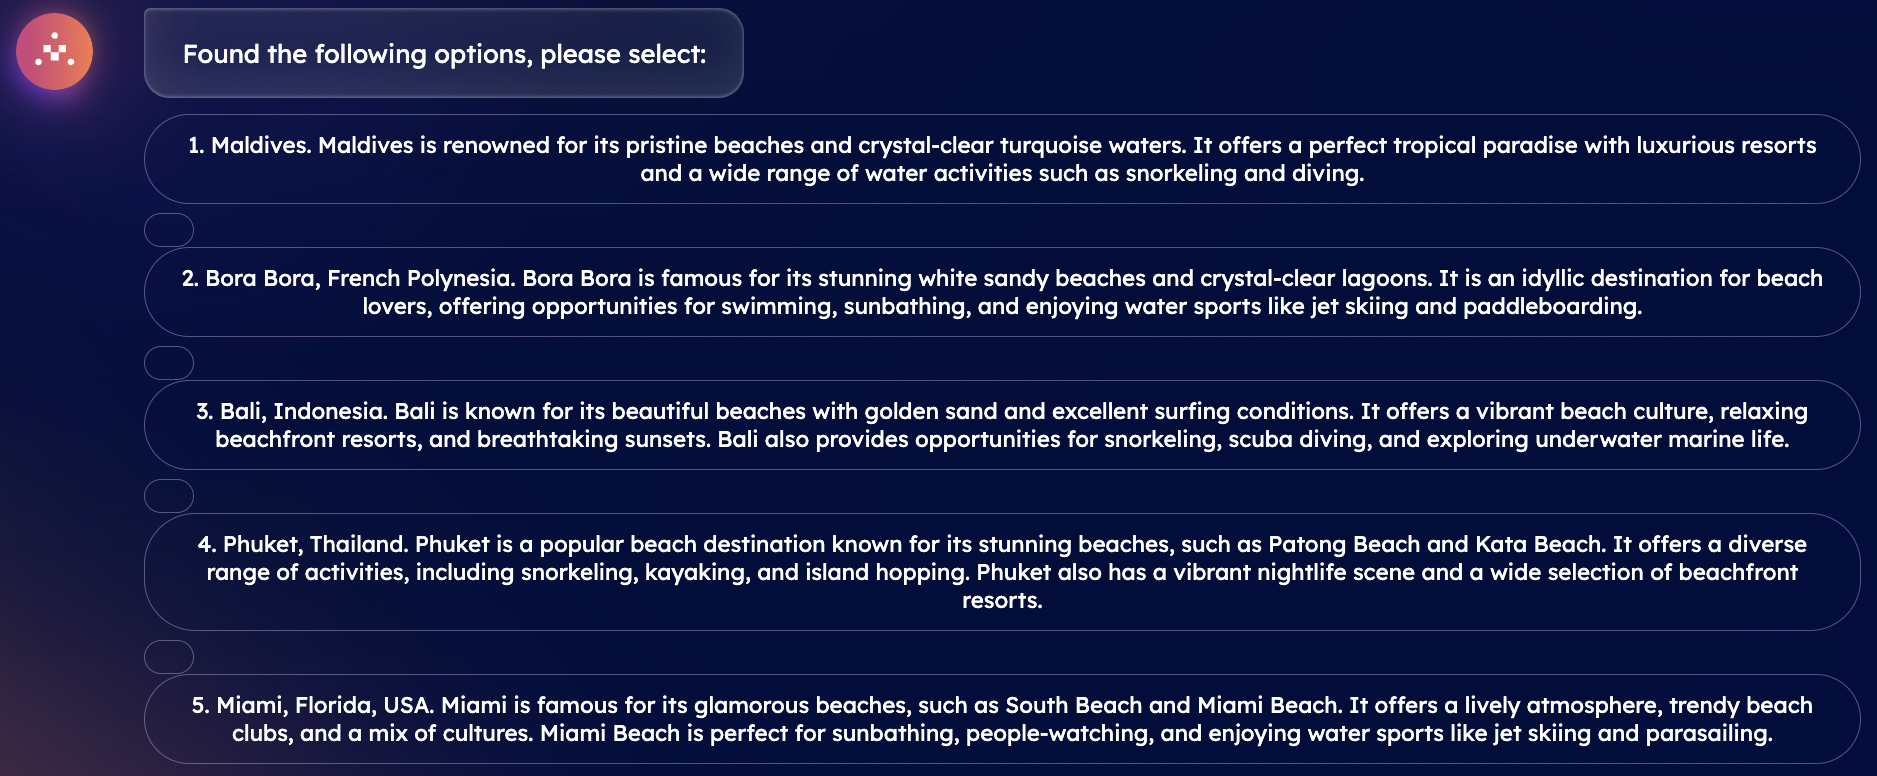 Found the following options, please select:
1. Maldives. Maldives is renowned for its pristine beaches and crystal-clear turquoise waters. It offers a perfect tropical paradise with luxurious resorts
and a wide range of water activities such as snorkeling and diving.
2. Bora Bora, French Polynesia. Bora Bora is famous for its stunning white sandy beaches and crystal-clear lagoons. It is an idyllic destination for beach
lovers, offering opportunities for swimming, sunbathing, and enjoying water sports like jet skiing and paddleboarding.
3. Bali, Indonesia. Bali is known for its beautiful beaches with golden sand and excellent surfing conditions. It offers a vibrant beach culture, relaxing
beachfront resorts, and breathtaking sunsets. Bali also provides opportunities for snorkeling, scuba diving, and exploring underwater marine life.
4. Phuket, Thailand. Phuket is a popular beach destination known for its stunning beaches, such as Patong Beach and Kata Beach. It offers a diverse
range of activities, including snorkeling, kayaking, and island hopping. Phuket also has a vibrant nightlife scene and a wide selection of beachfront
resorts.
5. Miami, Florida, USA. Miami is famous for its glamorous beaches, such as South Beach and Miami Beach. It offers a lively atmosphere, trendy beach
clubs, and a mix of cultures. Miami Beach is perfect for sunbathing, people-watching, and enjoying water sports like jet skiing and parasailing.